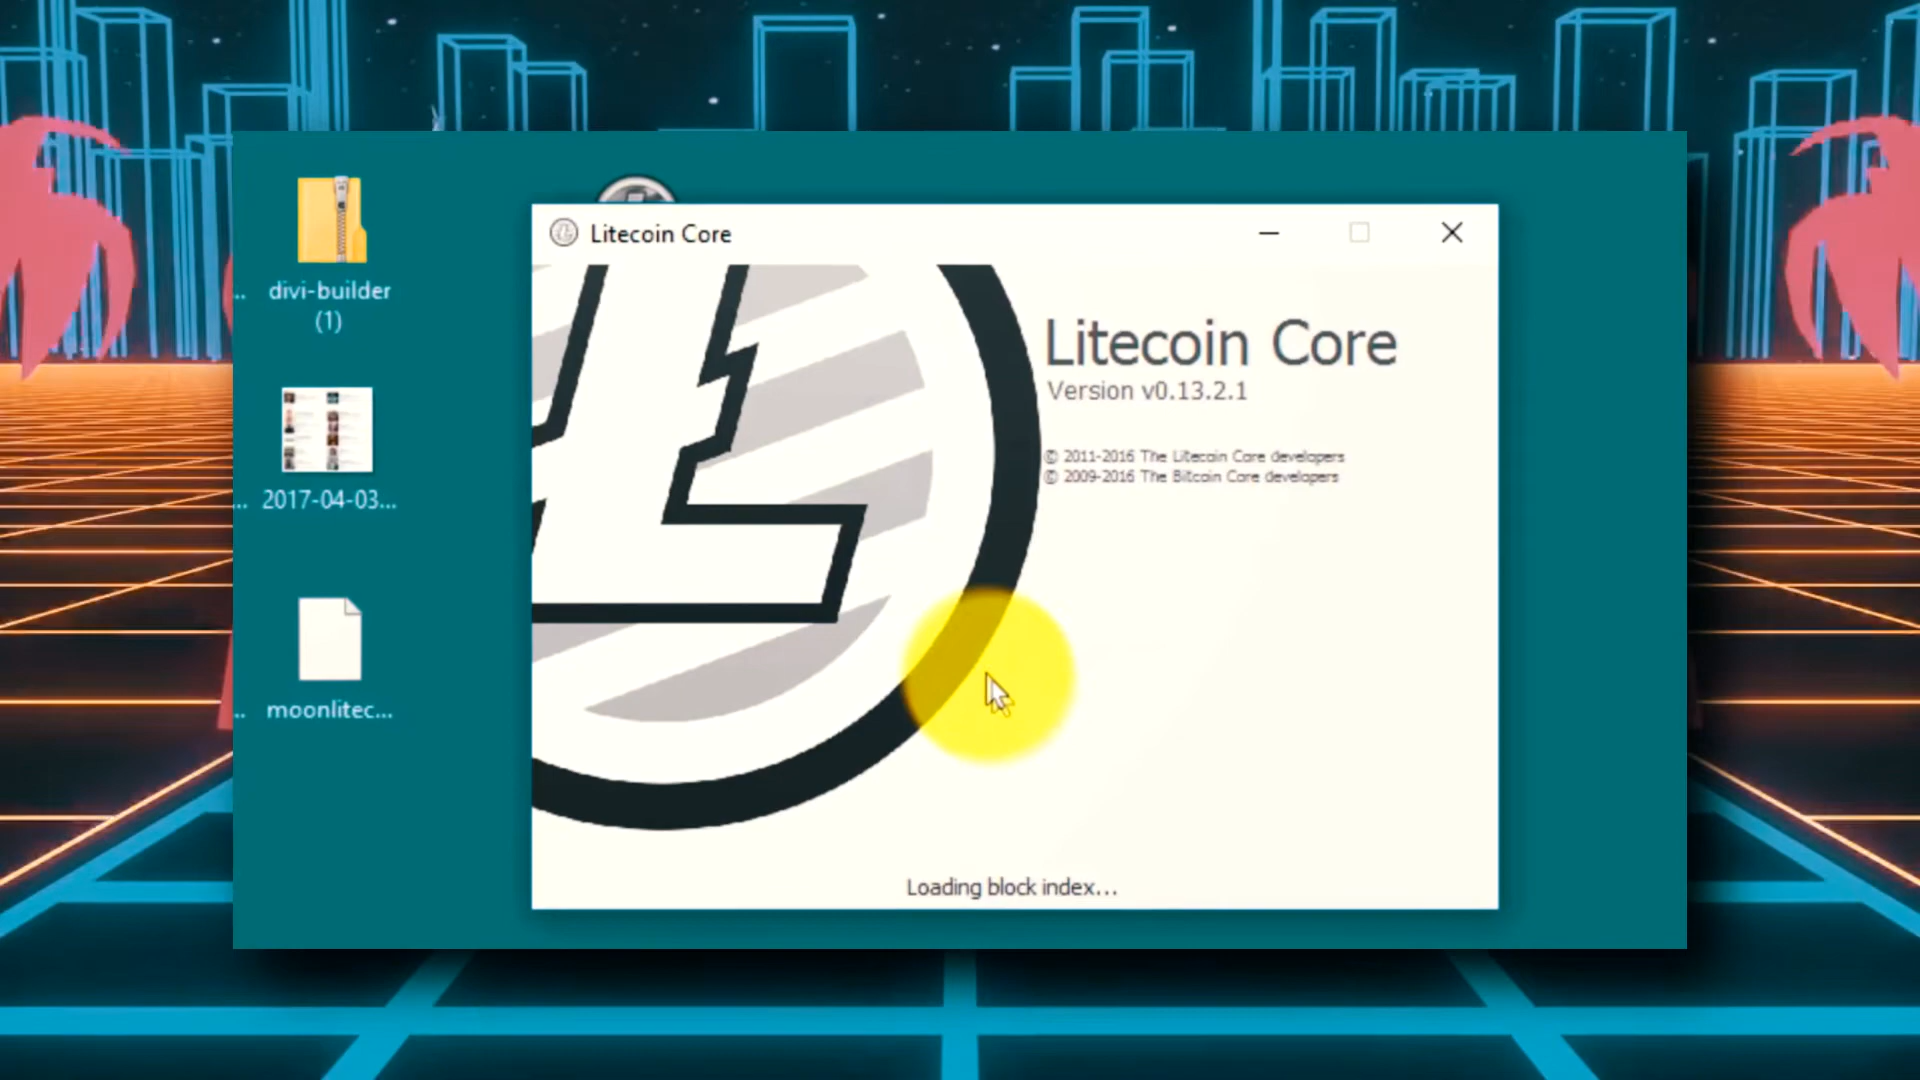 Litecoin Core
divi-builder
(1)
2017-04-03...
moonlitec...
Litecoin Core
Version v0.13.2.1
© 2011-2016 The Litecoin Core developers
© 2009-2016 The Bitcoin Core developers
Loading block index...